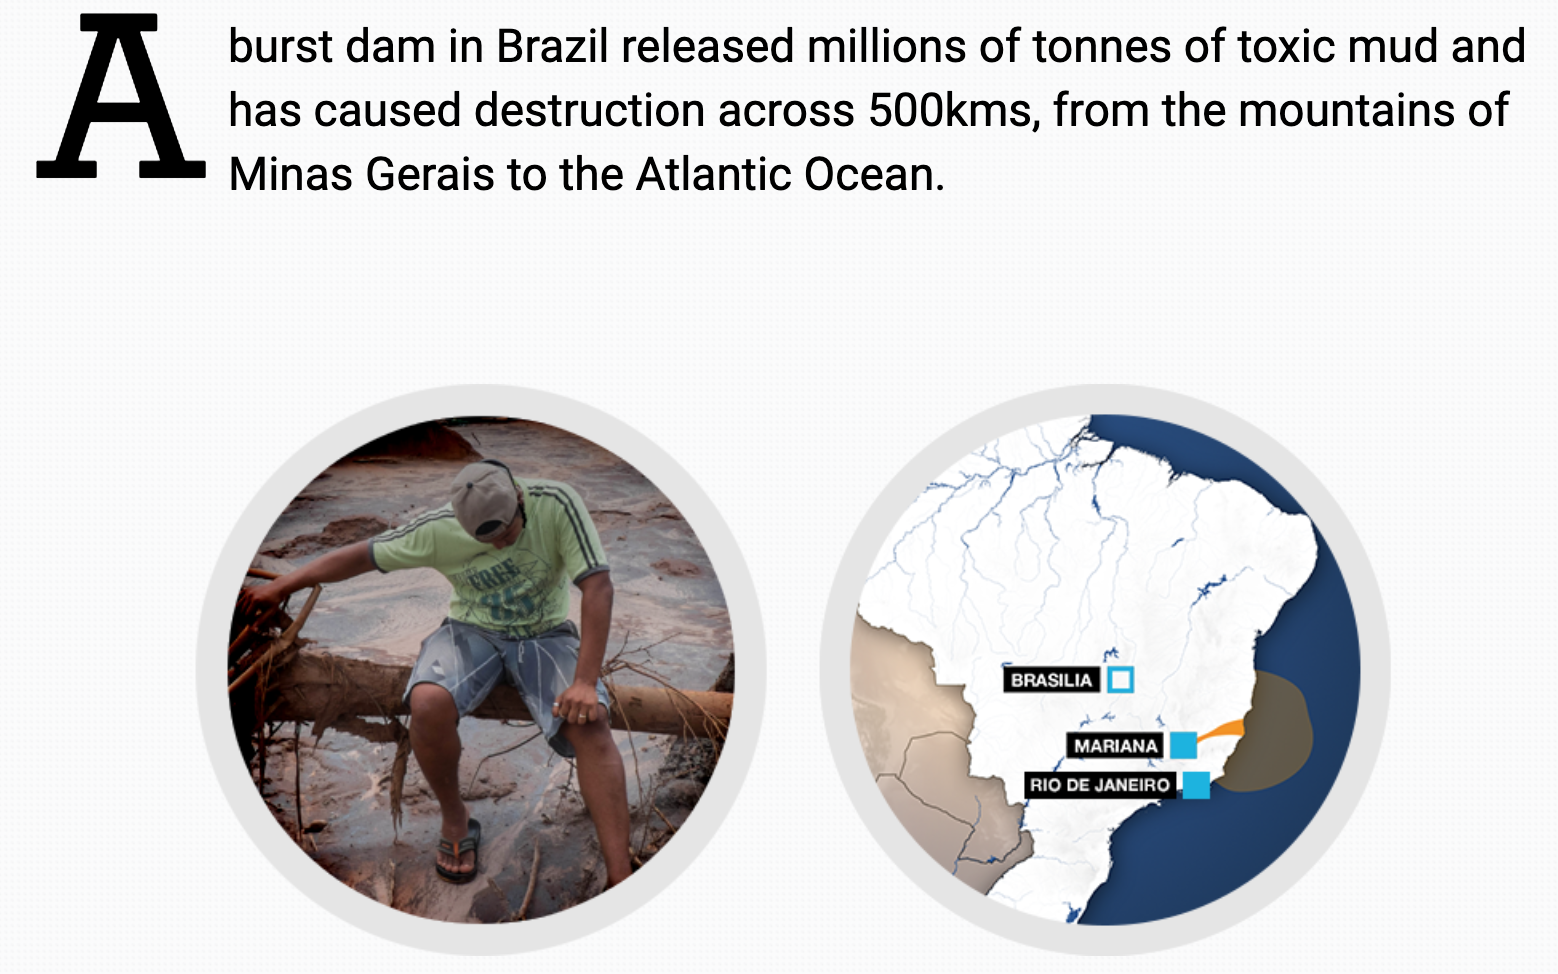 A burst dam in Brazil released millions of tonnes of toxic mud and
has caused destruction across 500kms, from the mountains of
Minas Gerais to the Atlantic Ocean.
FREE
BRASILIA
MARIANA
RIO DE JANEIRO